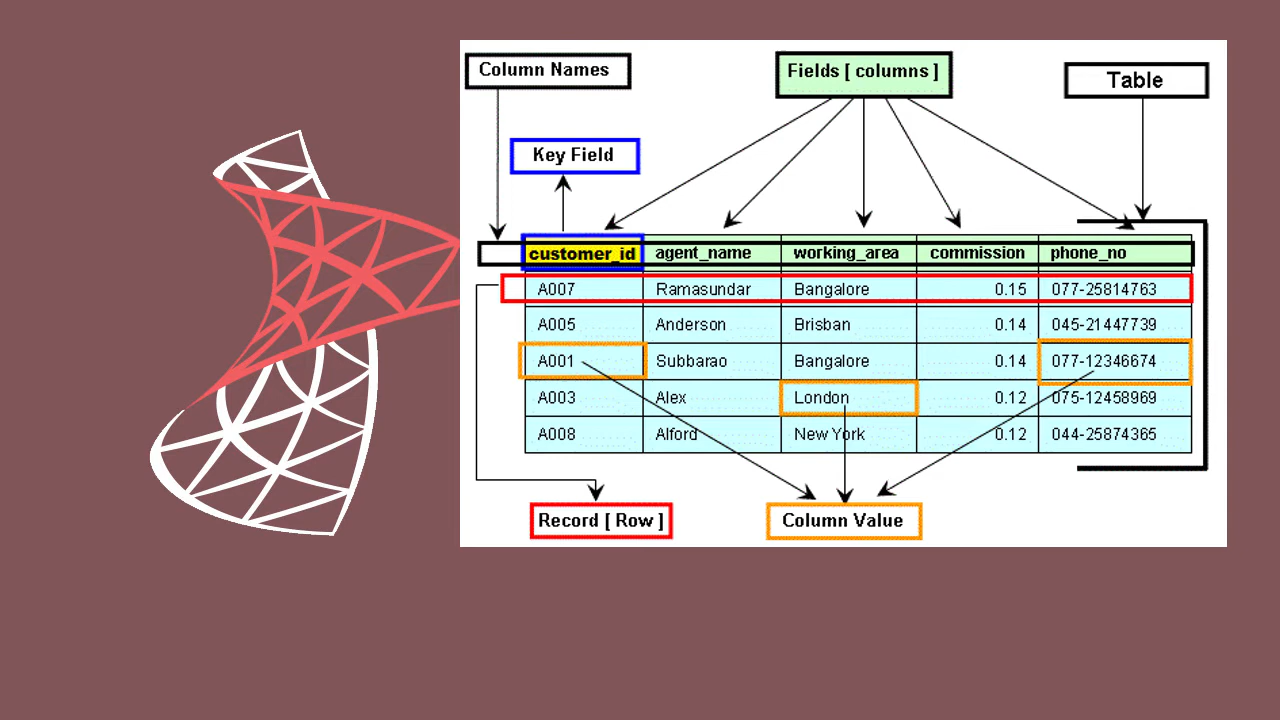 Column Names
Fields [ columns ]
Table
Key Field
customer_id agent_name working_area commission phone_no
A007 Ramasundar Bangalore 0.15 077-25814763
A005 Anderson Brisban 0.14 045-21447739
A001 Subbarao Bangalore 0.14 077-12346674
A003 Alex London 0.12 075-12458969
A008 Alford New York 0.12 044-25874365
Record [ Row ]
Column Value